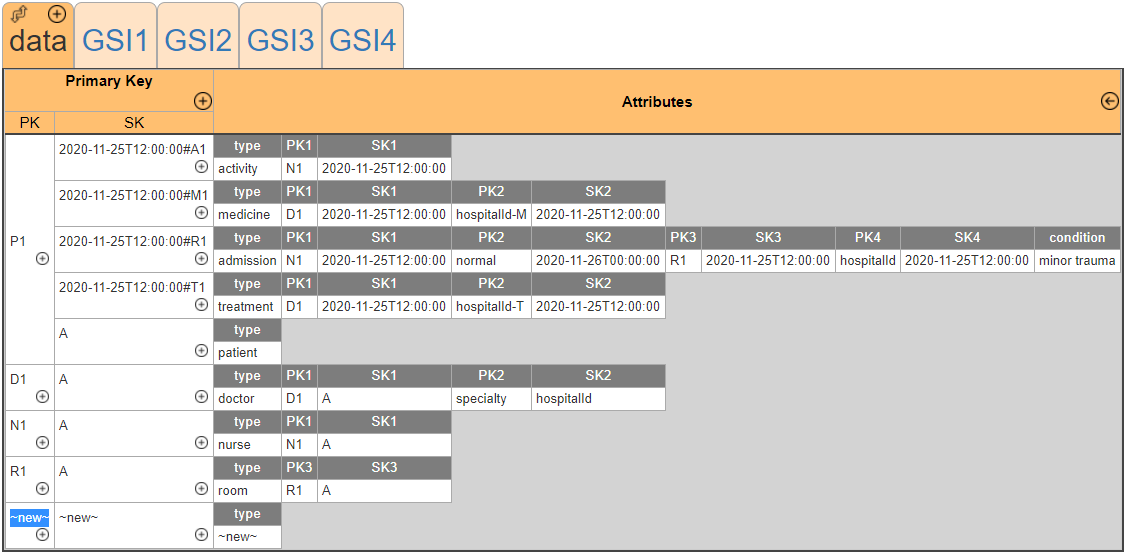 data GSI1 GSI2 GSI3 GSI4
Primary Key
Attributes
PK SK
P1
2020-11-25T12:00:00#A1
type PK1 SK1
activity N1 2020-11-25T12:00:00
2020-11-25T12:00:00#M1
type PK1 SK1 PK2 SK2
medicine D1 2020-11-25T12:00:00 hospitalId-M 2020-11-25T12:00:00
2020-11-25T12:00:00#R1
type PK1 SK1 PK2 SK2 PK3 SK3 PK4 SK4 condition
admission N1 2020-11-25T12:00:00 normal 2020-11-26T00:00:00 R1 2020-11-25T12:00:00 hospitalId 2020-11-25T12:00:00 minor trauma
2020-11-25T12:00:00#T1
type PK1 SK1 PK2 SK2
treatment D1 2020-11-25T12:00:00 hospitalId-T 2020-11-25T12:00:00
A
type
patient
D1 A
type PK1 SK1 PK2 SK2
doctor D1 A specialty hospitalId
N1 A
type PK1 SK1
nurse N1 A
R1 A
type PK3 SK3
room R1 A
~new~ ~new~
type
~new~